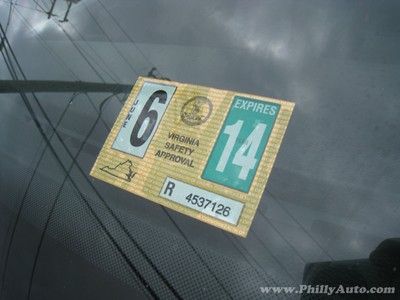 JUNE
6
VIRGINIA
SAFETY
APPROVAL
EXPIRES
14
R 4537126
www.PhillyAuto.com